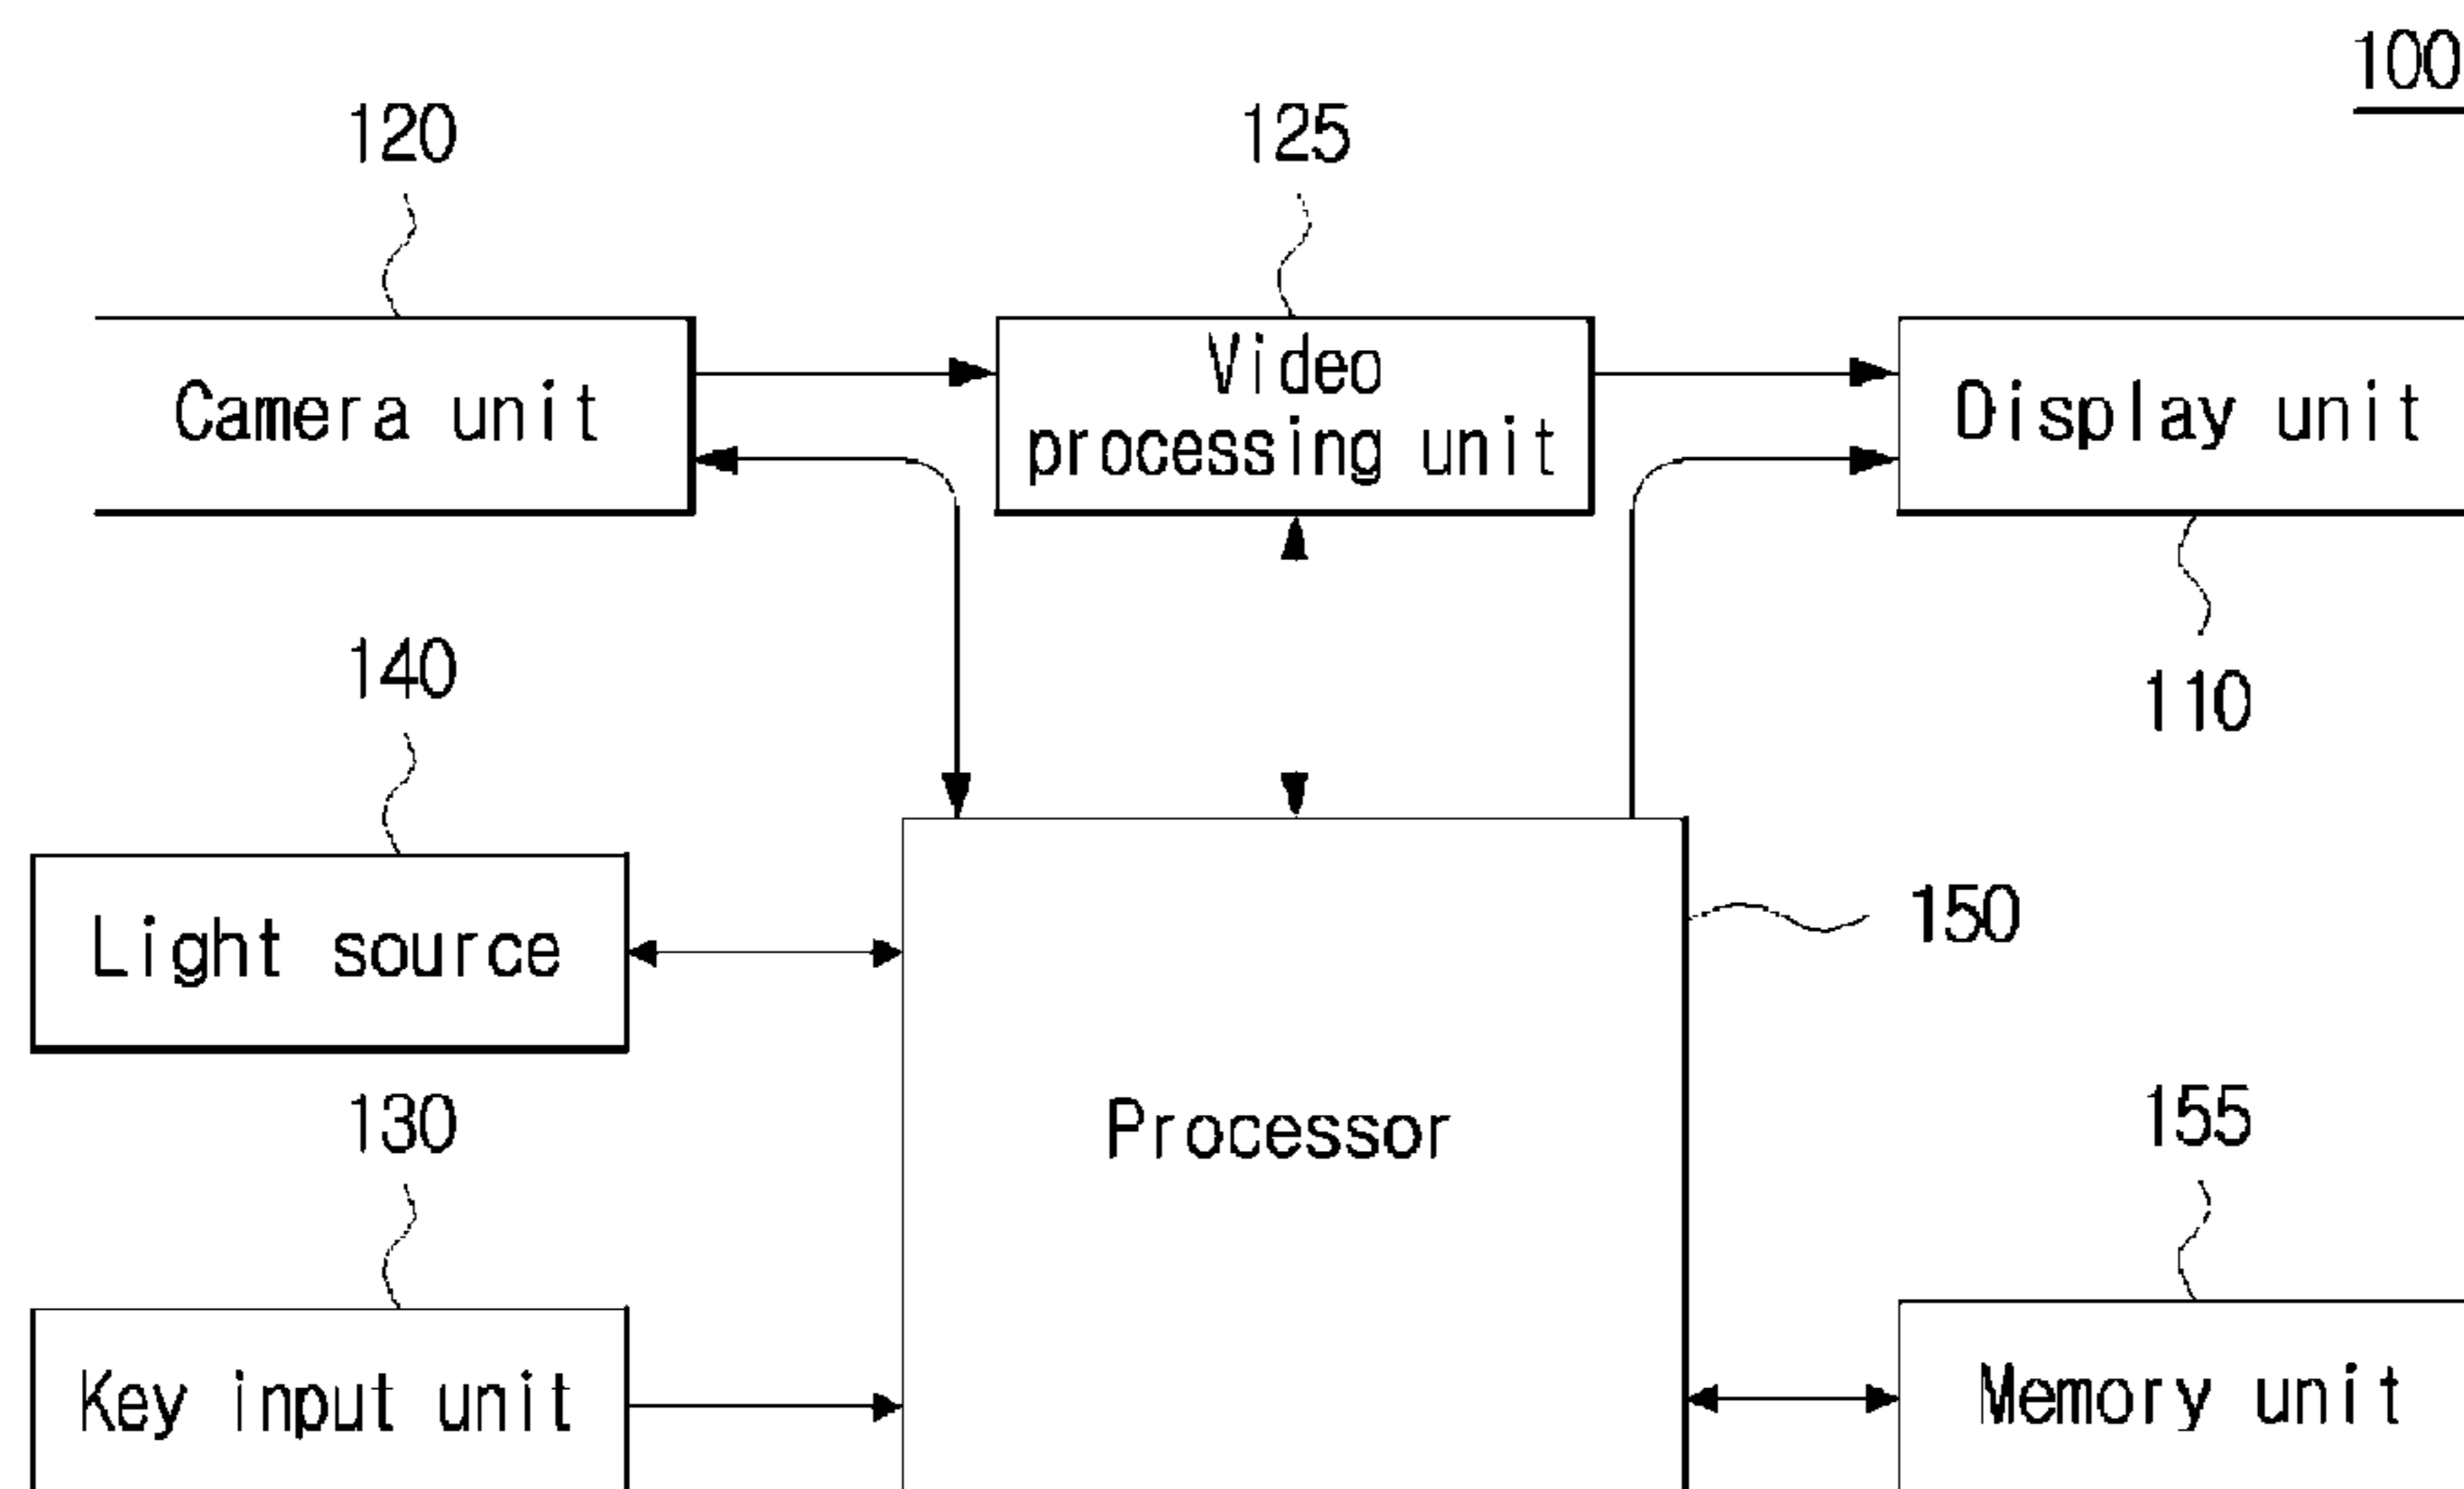 100
120
125
Camera unit
Video
processing unit
Display unit
140
110
Light source
150
130
Processor
155
Key input unit
Memory unit